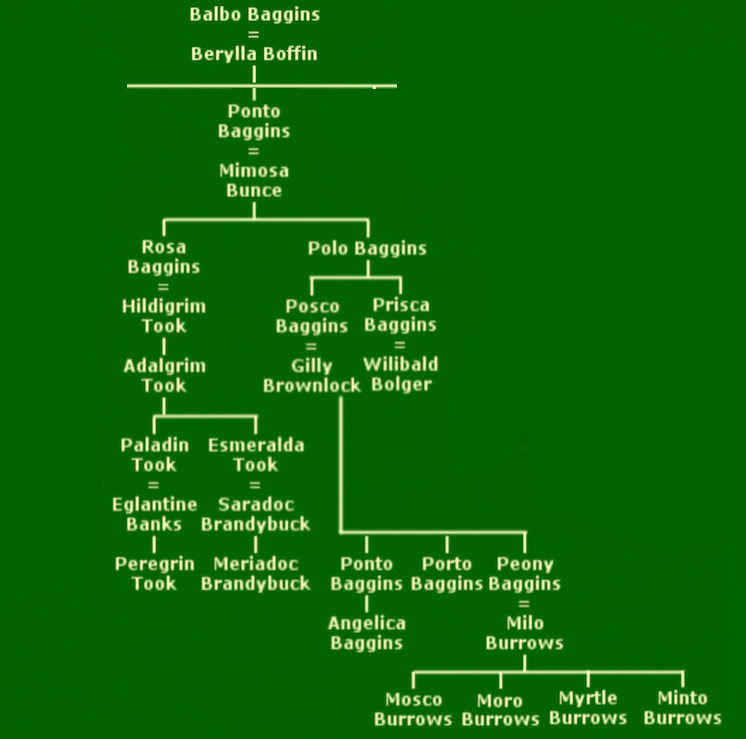 Balbo Baggins
=
Berylla Boffin
Ponto
Baggins
=
Mimosa
Bunce
Rosa
Baggins
=
Hildigrim
Took
Adalgrim
Took
Polo Baggins
Posco
Baggins
=
Gilly
Brownlock
Prisca
Baggins
=
Wilibald
Bolger
Paladin
Took
=
Eglantine
Banks
Peregrin
Took
Esmeralda
Took
=
Saradoc
Brandybuck
Meriadoc
Brandybuck
Ponto
Baggins
Angelica
Baggins
Porto
Baggins
Peony
Baggins
=
Milo
Burrows
Mosco
Burrows
Moro
Burrows
Myrtle
Burrows
Minto
Burrows